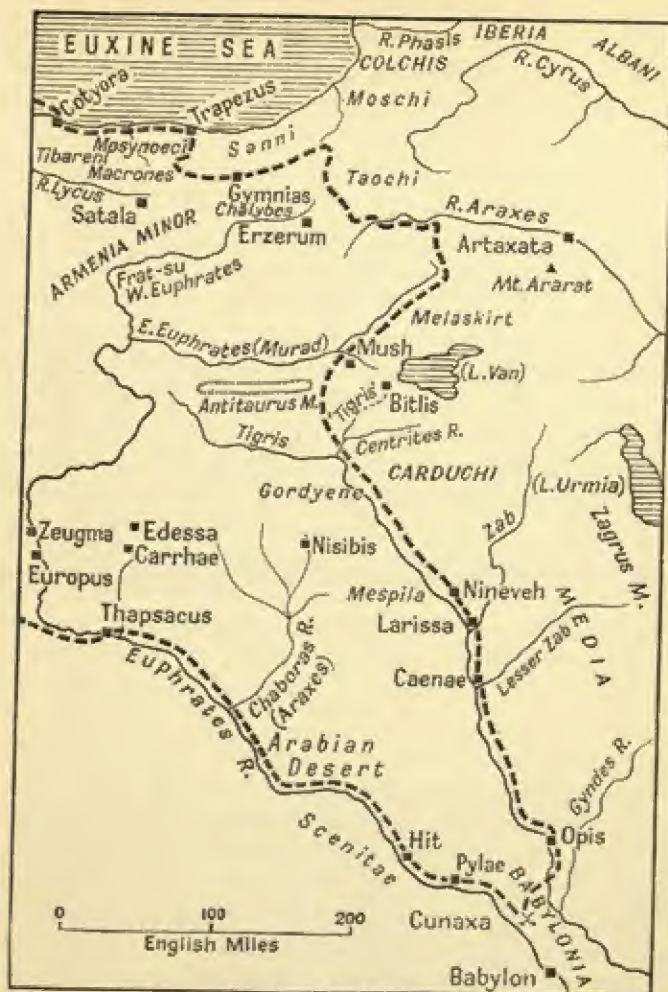 EUXINE SEA
R. Phasis
IBERIA
COLCHIS
ALBANI
R. Cyrus
Cotyora
Trapezus
Moschi
Mosynoeci
Sanni
Tibareni
Macrones
Taochi
R. Lycus
Gymnias
Satala
Chalybes
R. Araxes
Erzerum
Artaxata
ARMENIA MINOR
Frat-su
W. Euphrates
Mt. Ararat
Melaskirt
E. Euphrates (Murad)
Mush
(L. Van)
Antitaurus M.
"Tigris"
Bitlis
Tigris
Centrites R.
CARDUCHI
Gordyene
(L. Urmia)
Zab
Zagrus M.
Zeugma
Edessa
Nisibis
Carrhae
Europus
Mespila
Nineveh
Thapsacus
Larissa
MEDIA
Lesser Zab
Caenae
Euphrates R.
Chaboras R.
(Araxes)
Arabian
Desert
Gyndes R.
Scenitae
Opis
Hit
Pylae
BABYLONIA
Cunaxa
0 100 200
English Miles
Babylon